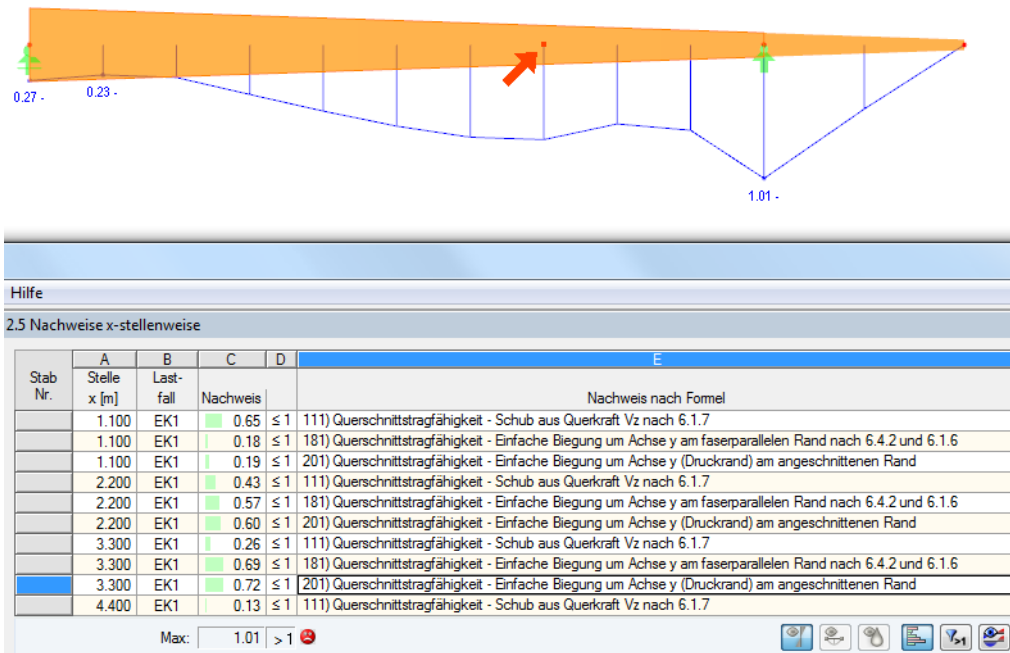 0.27 -
0.23 -
1.01 -
Hilfe
2.5 Nachweise x-stellenweise
A B C D E
Stab Stelle Last-
Nr. x [m] fall Nachweis Nachweis nach Formel
1.100 EK1 0.65 ≤ 1 111) Querschnittstragfähigkeit - Schub aus Querkraft Vz nach 6.1.7
1.100 EK1 0.18 ≤ 1 181) Querschnittstragfähigkeit - Einfache Biegung um Achse y am faserparallelen Rand nach 6.4.2 und 6.1.6
1.100 EK1 0.19 ≤ 1 201) Querschnittstragfähigkeit - Einfache Biegung um Achse y (Druckrand) am angeschnittenen Rand
2.200 EK1 0.43 ≤ 1 111) Querschnittstragfähigkeit - Schub aus Querkraft Vz nach 6.1.7
2.200 EK1 0.57 ≤ 1 181) Querschnittstragfähigkeit - Einfache Biegung um Achse y am faserparallelen Rand nach 6.4.2 und 6.1.6
2.200 EK1 0.60 ≤ 1 201) Querschnittstragfähigkeit - Einfache Biegung um Achse y (Druckrand) am angeschnittenen Rand
3.300 EK1 0.26 ≤ 1 111) Querschnittstragfähigkeit - Schub aus Querkraft Vz nach 6.1.7
3.300 EK1 0.69 ≤ 1 181) Querschnittstragfähigkeit - Einfache Biegung um Achse y am faserparallelen Rand nach 6.4.2 und 6.1.6
3.300 EK1 0.72 ≤ 1 201) Querschnittstragfähigkeit - Einfache Biegung um Achse y (Druckrand) am angeschnittenen Rand
4.400 EK1 0.13 ≤ 1 111) Querschnittstragfähigkeit - Schub aus Querkraft Vz nach 6.1.7
Max: 1.01 > 1 >1